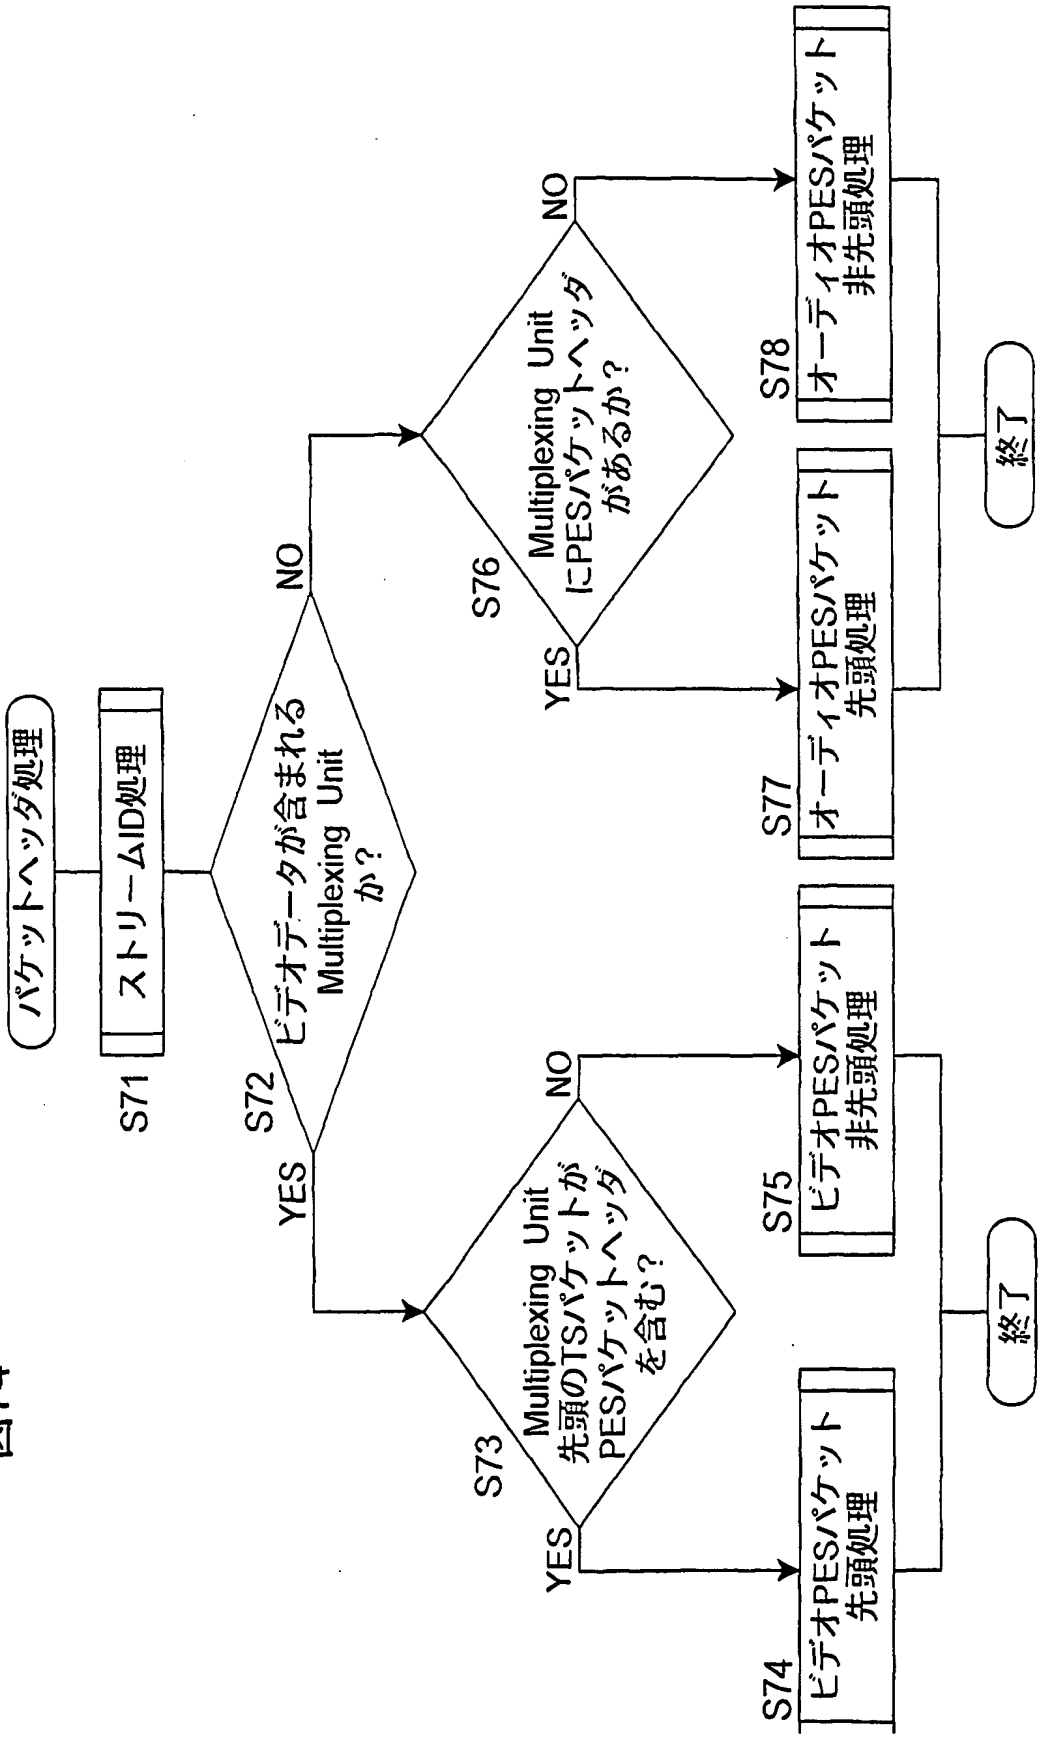 パケットヘッダ処理
S71
ストリームID処理
S72
ビデオデータが含まれる
Multiplexing Unit
か？
YES
NO
S73
Multiplexing Unit
先頭のTSパケットが
PESパケットヘッダ
を含む？
YES
NO
S74
ビデオPESパケット
先頭処理
S75
ビデオPESパケット
非先頭処理
終了
S76
Multiplexing Unit
にPESパケットヘッダ
があるか？
YES
NO
S77
オーディオPESパケット
先頭処理
S78
オーディオPESパケット
非先頭処理
終了